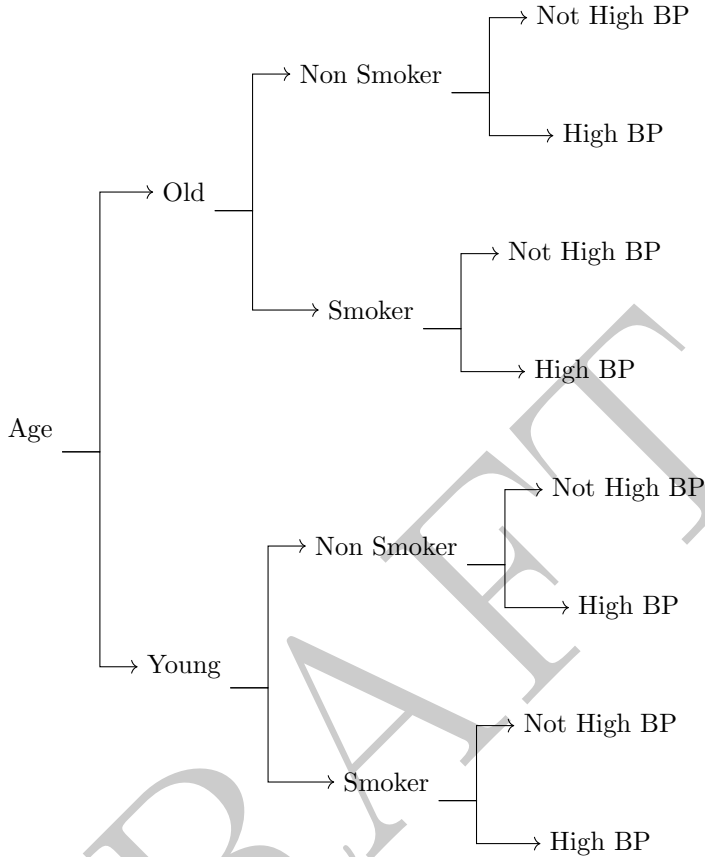 Not High BP
Non Smoker
High BP
Old
Not High BP
Smoker
High BP
Age
Not High BP
Non Smoker
High BP
Young
Not High BP
Smoker
High BP
DRAFT